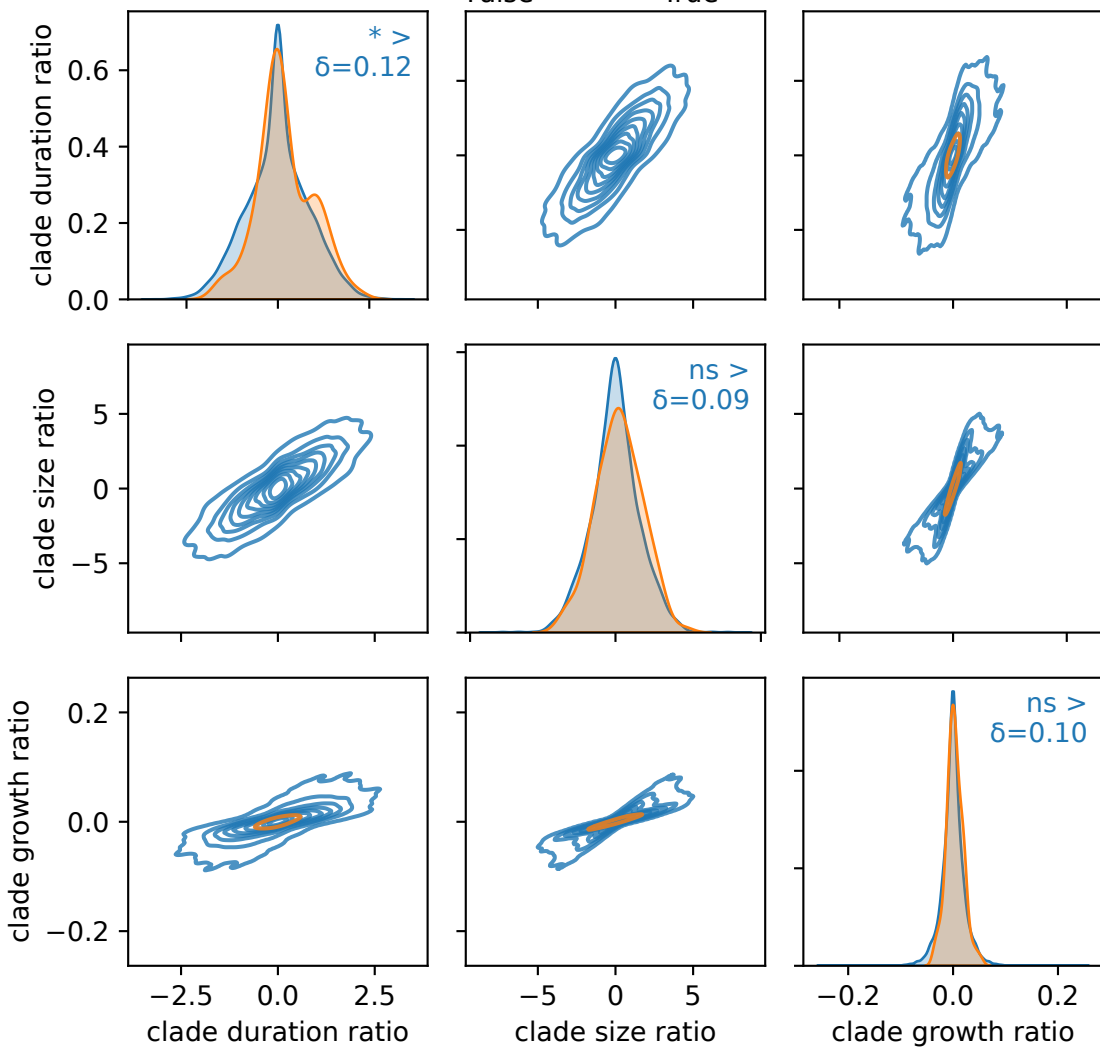 True
clade duration ratio
0.6
0.4
0.2
0.0
* >
δ=0.12
clade size ratio
5
0
−5
ns >
δ=0.09
clade growth ratio
0.2
0.0
−0.2
ns >
δ=0.10
−2.5 0.0 2.5
−5 0 5
−0.2 0.0 0.2
clade duration ratio
clade size ratio
clade growth ratio